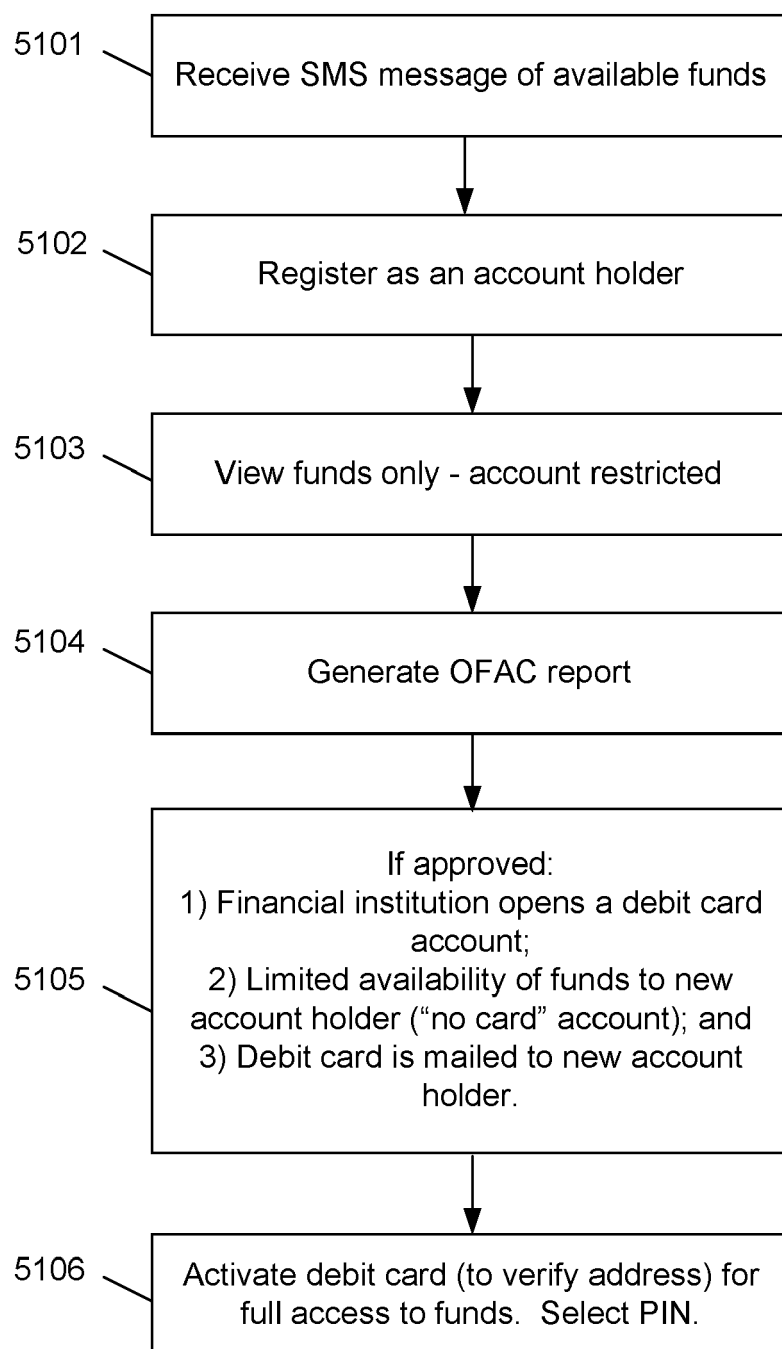 5101
Receive SMS message of available funds
5102
Register as an account holder
5103
View funds only - account restricted
5104
Generate OFAC report
5105
If approved:
1) Financial institution opens a debit card
account;
2) Limited availability of funds to new
account holder (“no card” account); and
3) Debit card is mailed to new account
holder.
5106
Activate debit card (to verify address) for
full access to funds.  Select PIN.